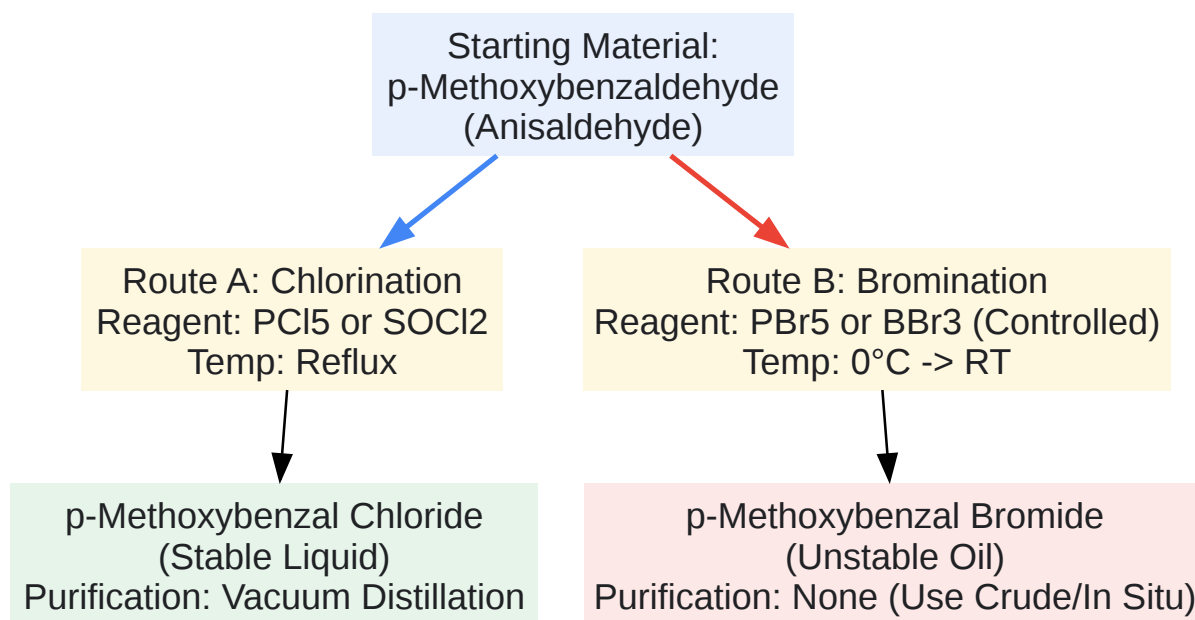 Starting Material:
p-Methoxybenzaldehyde
(Anisaldehyde)
Route A: Chlorination
Reagent: PCl5 or SOCl2
Temp: Reflux
Route B: Bromination
Reagent: PBr5 or BBr3 (Controlled)
Temp: 0°C -> RT
p-Methoxybenzal Chloride
(Stable Liquid)
Purification: Vacuum Distillation
p-Methoxybenzal Bromide
(Unstable Oil)
Purification: None (Use Crude/In Situ)